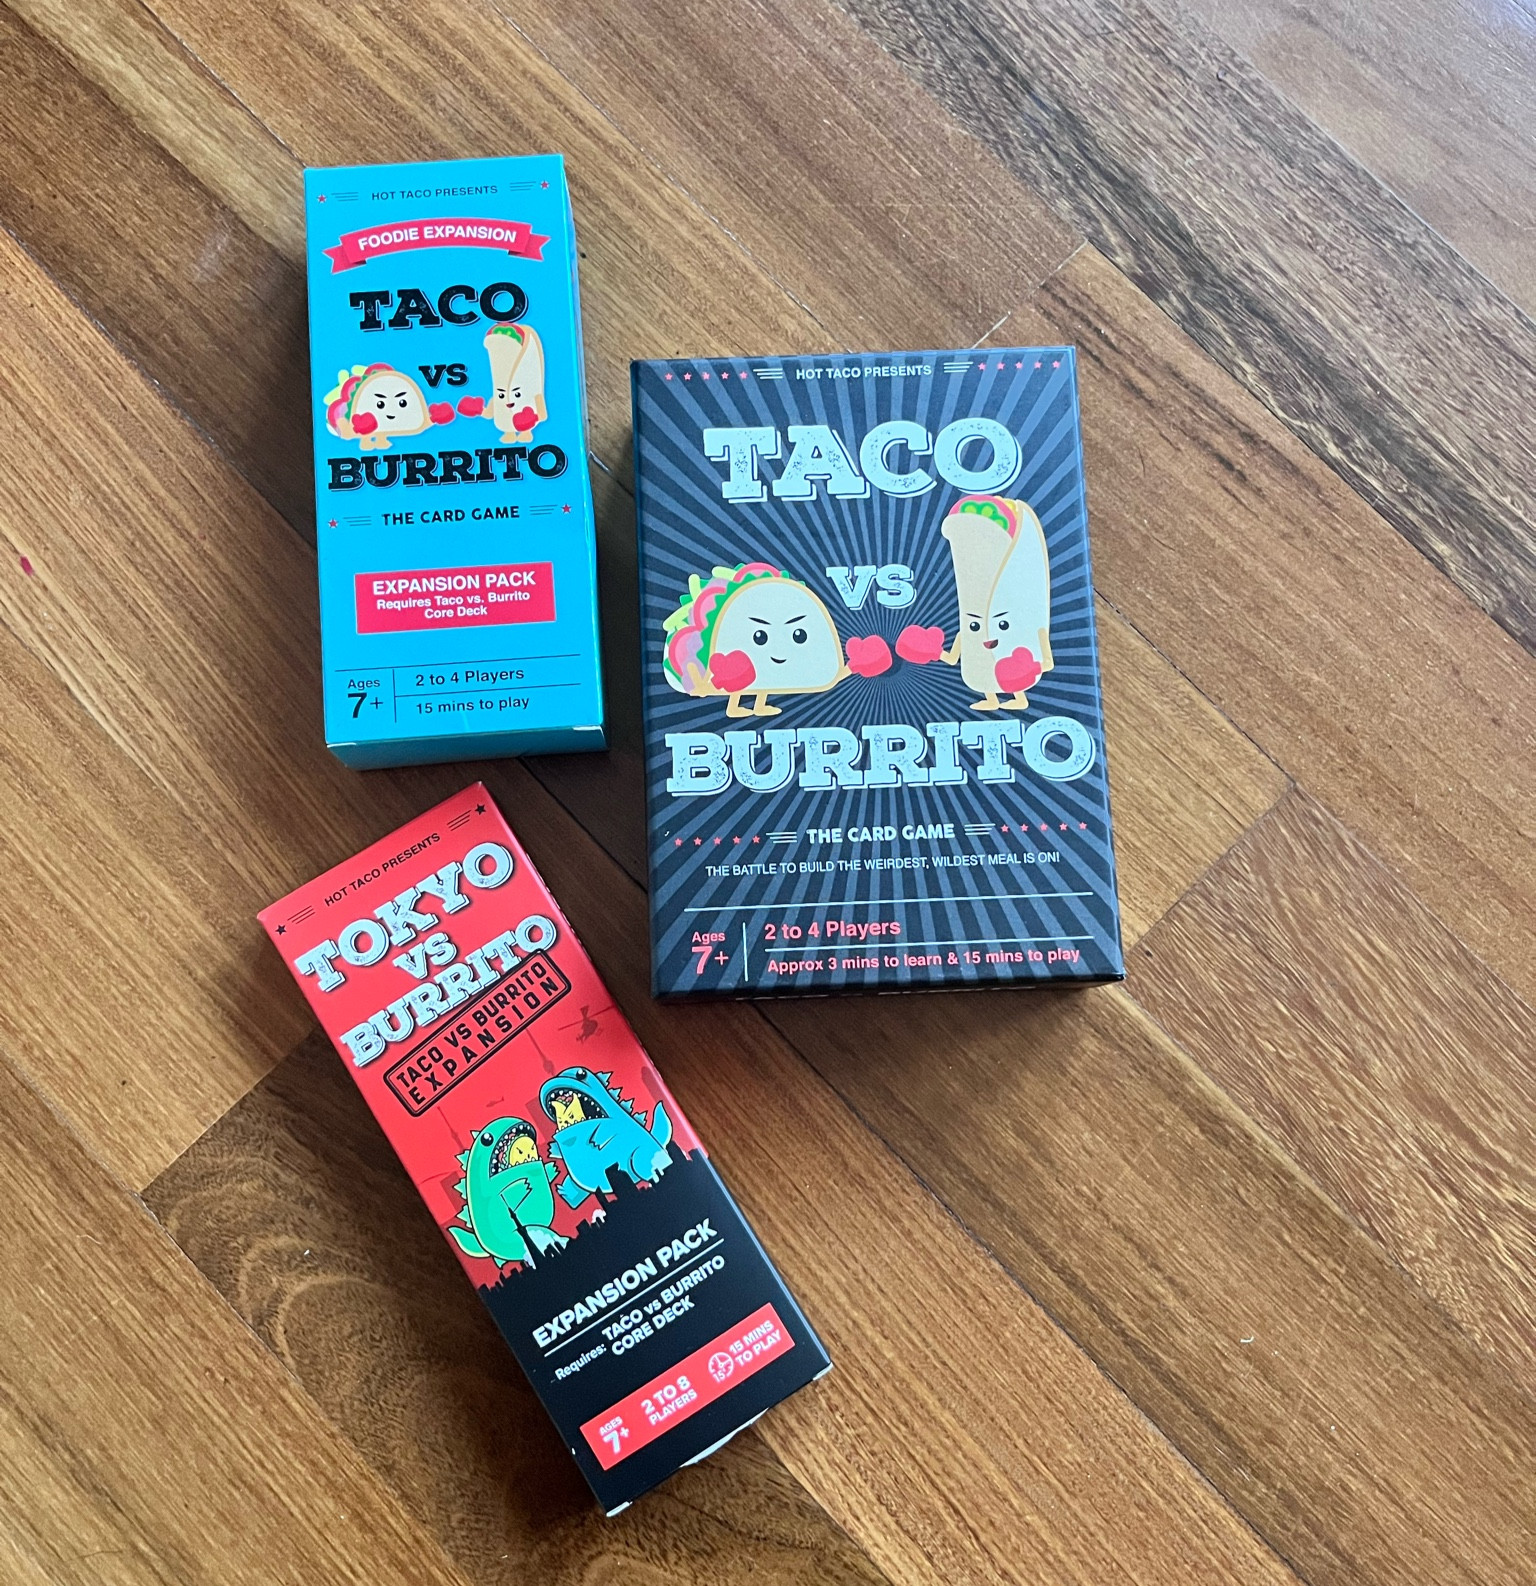 HOT TACO PRESENTS
FOODIE EXPANSION
TACO
VS
BURRITO
THE CARD GAME
EXPANSION PACK
Requires Taco vs. Burrito
Core Deck
Ages
7+
2 to 4 Players
15 mins to play
HOT TACO PRESENTS
TACO
VS
BURRITO
THE CARD GAME
THE BATTLE TO BUILD THE WEIRDEST, WILDEST MEAL IS ON!
Ages
7+
2 to 4 Players
Approx 3 mins to learn & 15 mins to play
HOT TACO PRESENTS
TOKYO
VS
BURRITO
TACO VS BURRITO
EXPANSION
EXPANSION PACK
Requires: TACO vs BURRITO
CORE DECK
AGES
7+
2 TO 8
PLAYERS
15'
15 MINS
TO PLAY